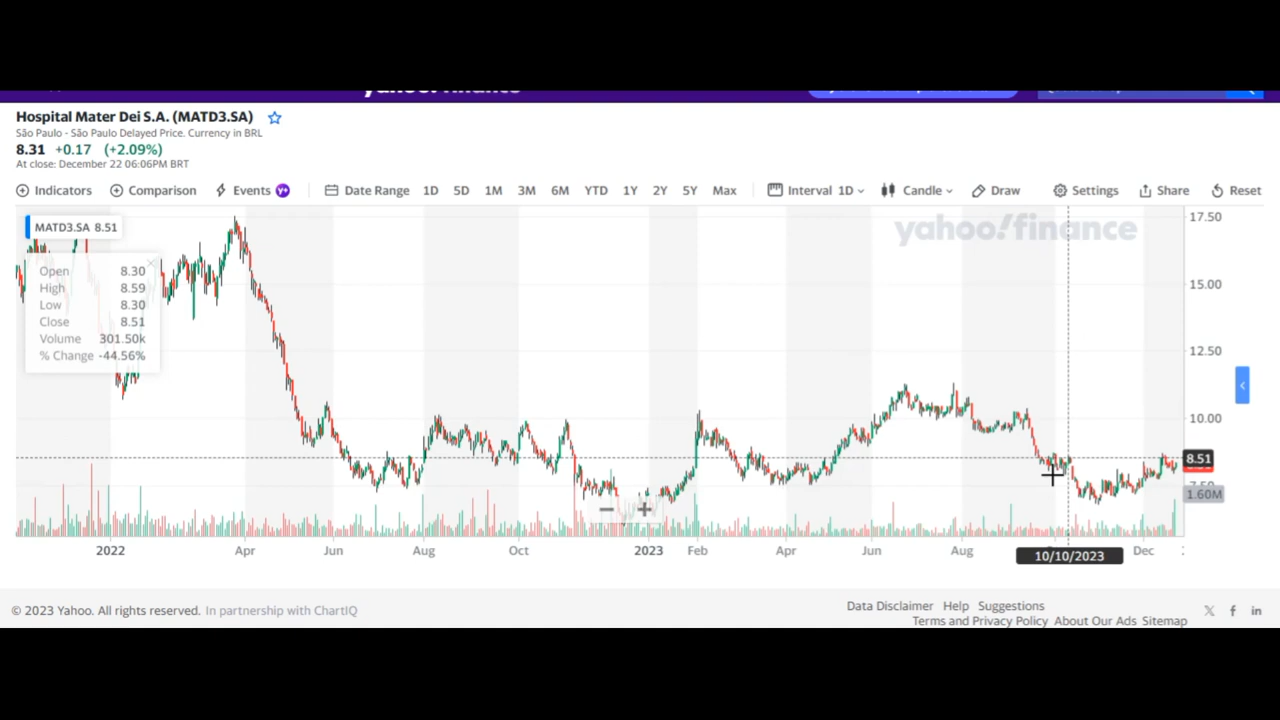 yahoo! finance
Hospital Mater Dei S.A. (MATD3.SA)
São Paulo - São Paulo Delayed Price. Currency in BRL
8.31 +0.17 (+2.09%)
At close: December 22 06:06PM BRT
Indicators Comparison Events Y+ Date Range 1D 5D 1M 3M 6M YTD 1Y 2Y 5Y Max Interval 1D Candle Draw Settings Share Reset
MATD3.SA 8.51
yahoo!finance
Open 8.30
High 8.59
Low 8.30
Close 8.51
Volume 301.50k
% Change -44.56%
17.50
15.00
12.50
10.00
8.51
1.60M
2022 Apr Jun Aug Oct 2023 Feb Apr Jun Aug 10/10/2023 Dec
© 2023 Yahoo. All rights reserved. In partnership with ChartIQ
Data Disclaimer Help Suggestions
Terms and Privacy Policy About Our Ads Sitemap
X f in